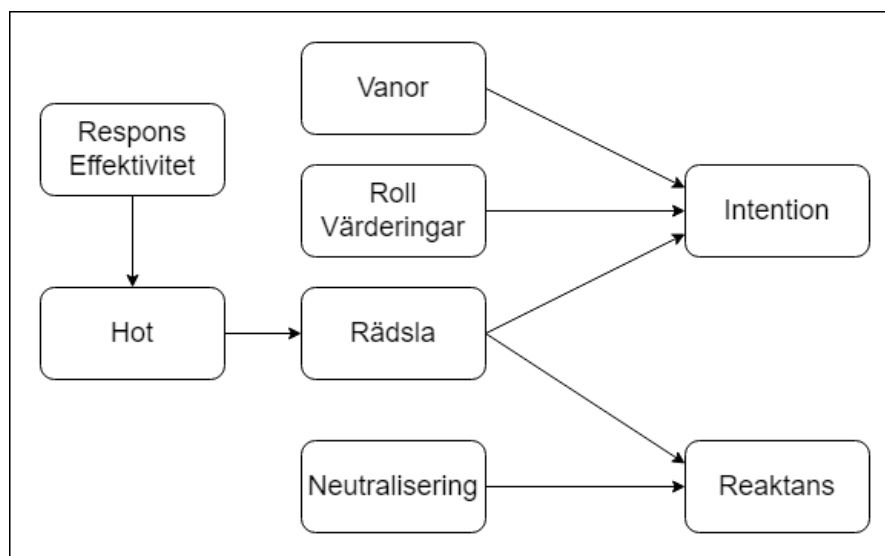 Vanor
Respons
Effektivitet
Roll
Värderingar
Intention
Hot
Rädsla
Neutralisering
Reaktans